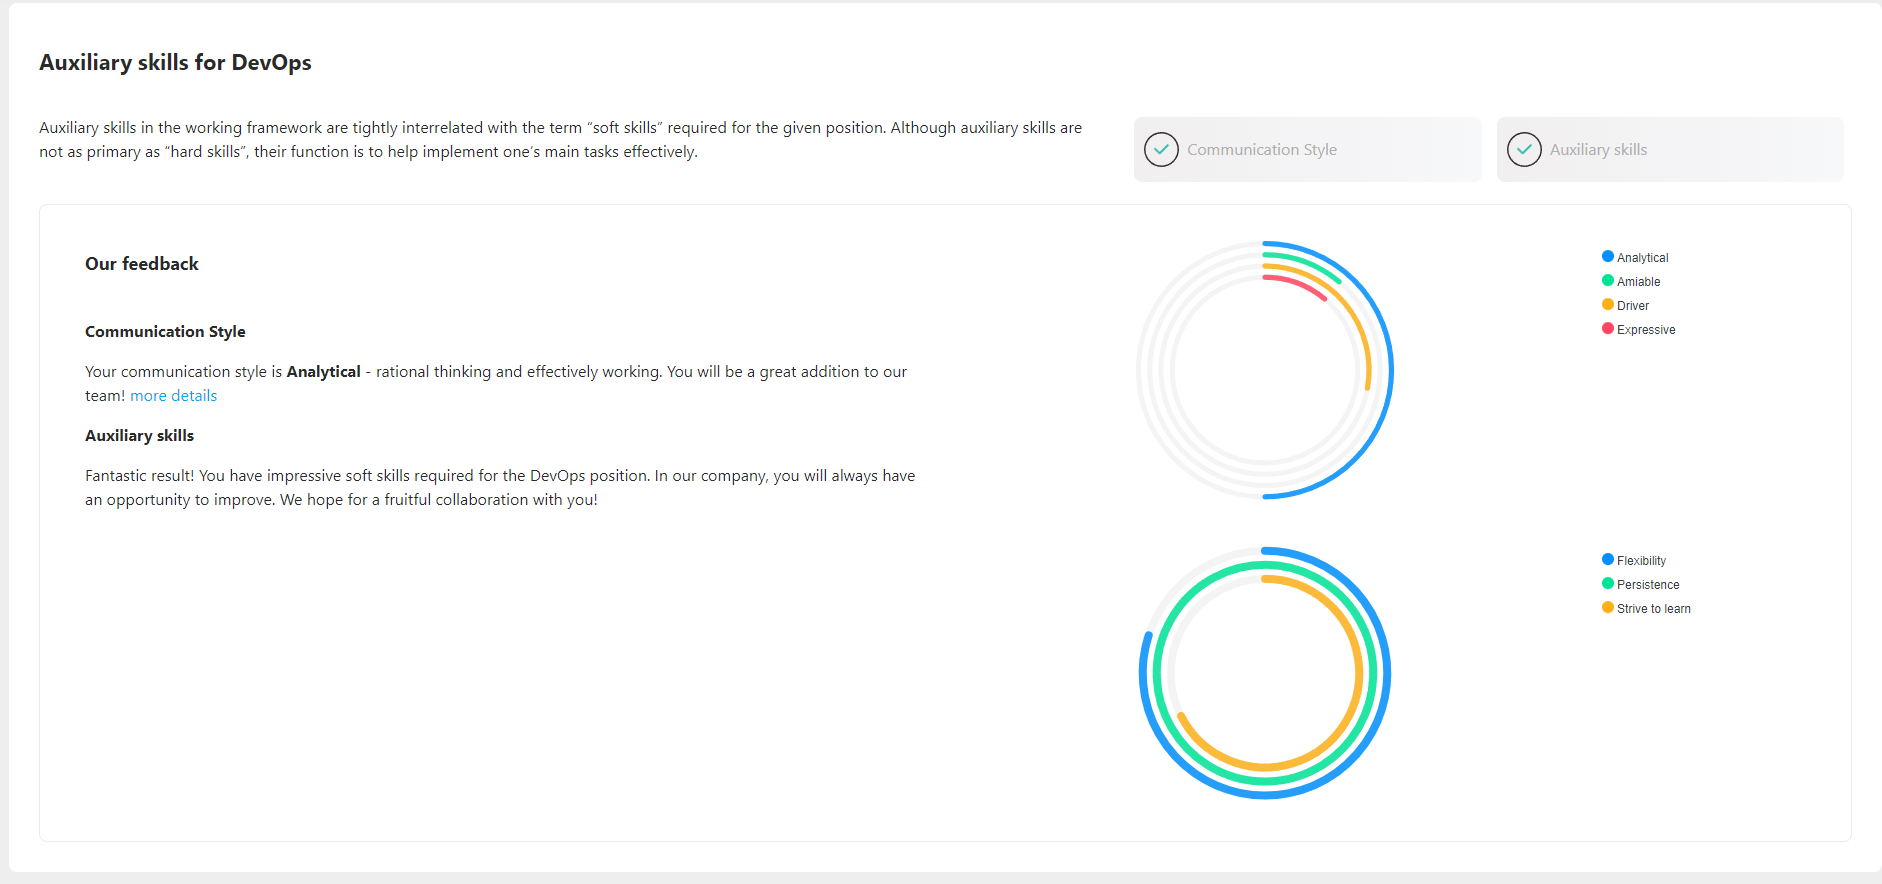 Auxiliary skills for DevOps
Auxiliary skills in the working framework are tightly interrelated with the term “soft skills” required for the given position. Although auxiliary skills are
not as primary as “hard skills”, their function is to help implement one’s main tasks effectively.
Communication Style
Auxiliary skills
Our feedback
Communication Style
Your communication style is Analytical - rational thinking and effectively working. You will be a great addition to our
team! more details
Auxiliary skills
Fantastic result! You have impressive soft skills required for the DevOps position. In our company, you will always have
an opportunity to improve. We hope for a fruitful collaboration with you!
Analytical
Amiable
Driver
Expressive
Flexibility
Persistence
Strive to learn